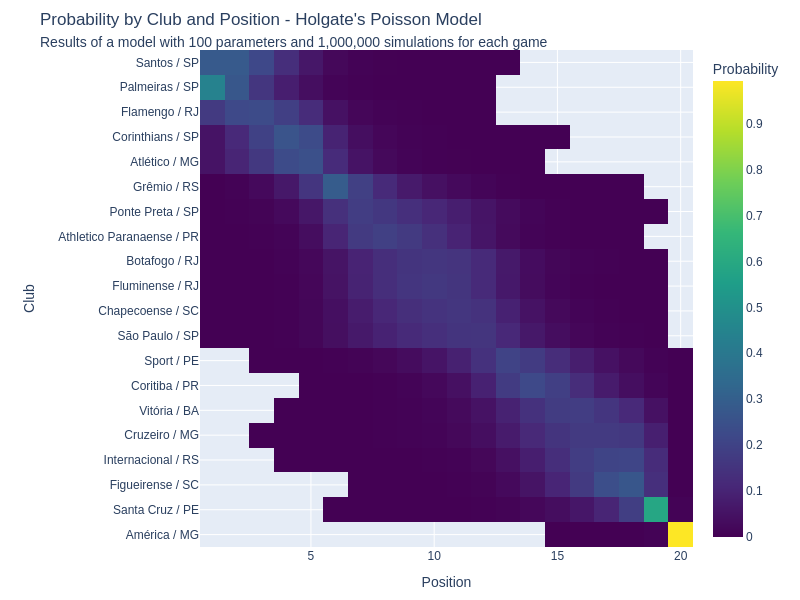 Probability by Club and Position - Holgate's Poisson Model
Results of a model with 100 parameters and 1,000,000 simulations for each game
Probability
Santos / SP
Palmeiras / SP
Flamengo / RJ
Corinthians / SP
Atlético / MG
Grêmio / RS
Ponte Preta / SP
Athletico Paranaense / PR
Botafogo / RJ
Fluminense / RJ
Chapecoense / SC
São Paulo / SP
Sport / PE
Coritiba / PR
Vitória / BA
Cruzeiro / MG
Internacional / RS
Figueirense / SC
Santa Cruz / PE
América / MG
Club
5
10
15
20
Position
0.9
0.8
0.7
0.6
0.5
0.4
0.3
0.2
0.1
0